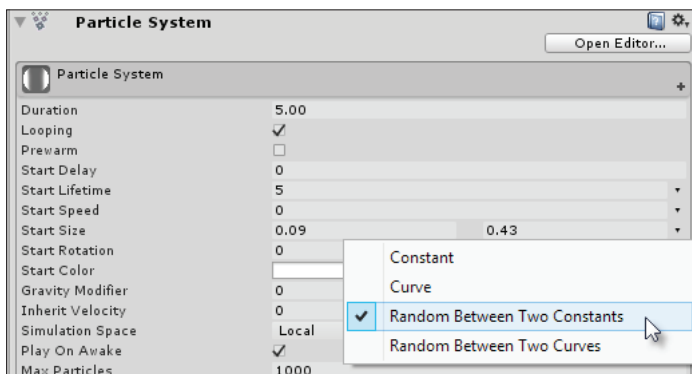 Particle System
Open Editor...
Particle System
Duration 5.00
Looping
Prewarm
Start Delay 0
Start Lifetime 5
Start Speed 0
Start Size 0.09 0.43
Start Rotation 0
Start Color
Gravity Modifier 0
Inherit Velocity 0
Simulation Space Local
Play On Awake
Max Particles 1000
Constant
Curve
Random Between Two Constants
Random Between Two Curves